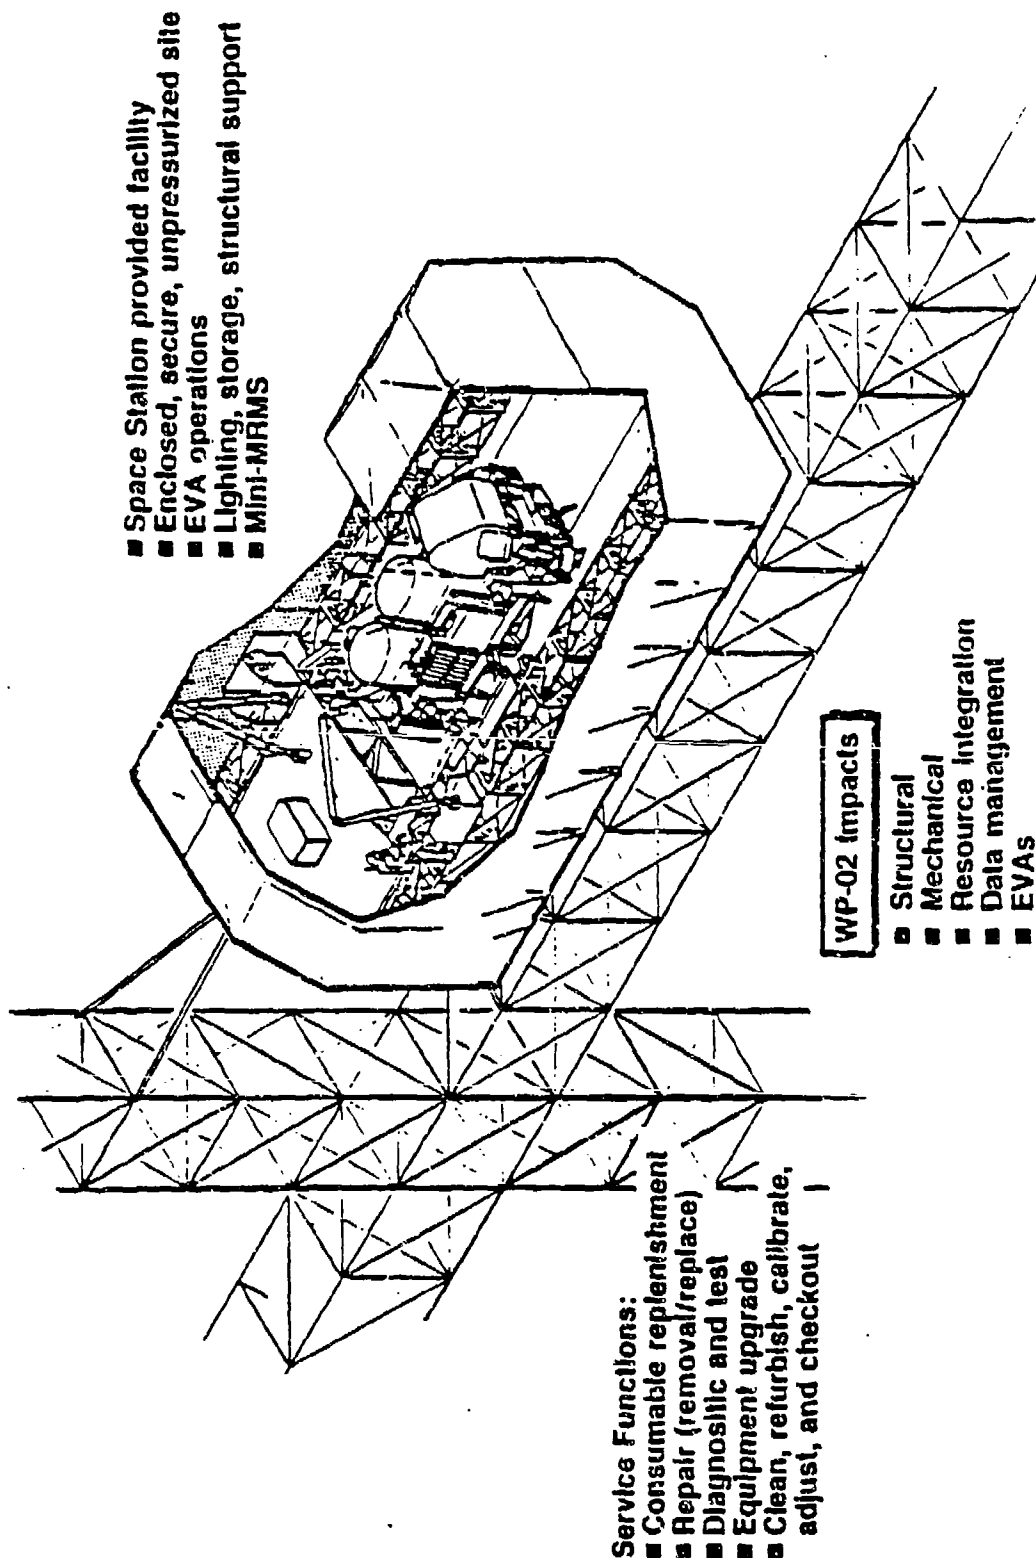 ■ Space Station provided facility
■ Enclosed, secure, unpressurized site
■ EVA operations
■ Lighting, storage, structural support
■ Mini-MRMS
Service Functions:
■ Consumable replenishment
■ Repair (removal/replace)
■ Diagnositic and test
■ Equipment upgrade
■ Clean, refurbish, calibrate,
adjust, and checkout
WP-02 Impacts
■ Structural
■ Mechanical
■ Resource integration
■ Data management
■ EVAs